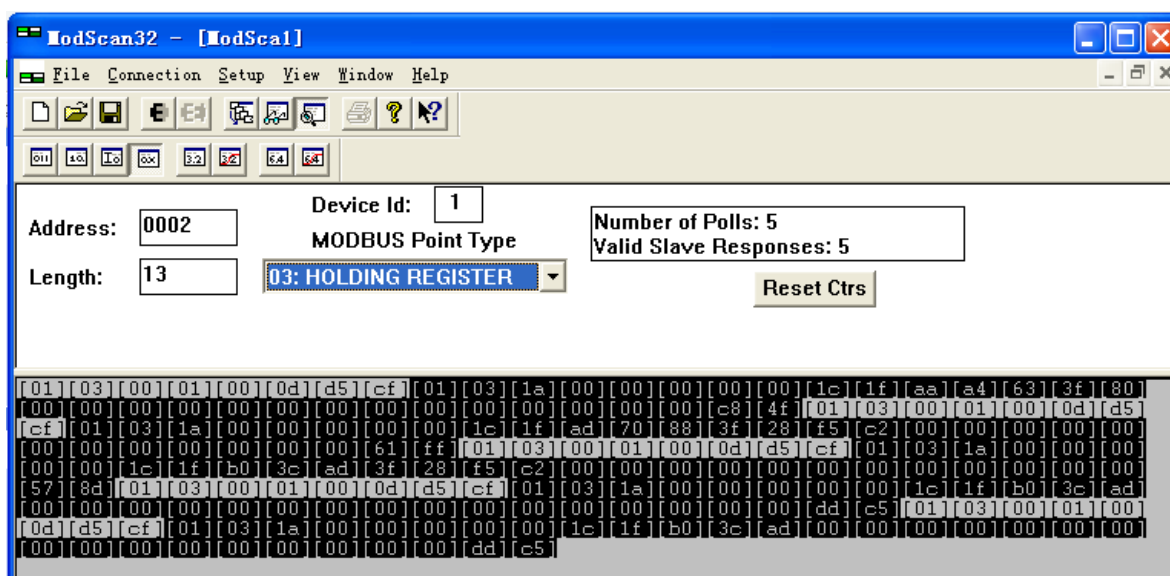 ModScan32 - [ModSca1]
File Connection Setup View Window Help
Device Id: 1
Address: 0002
MODBUS Point Type
Number of Polls: 5
Valid Slave Responses: 5
Length: 13
03: HOLDING REGISTER
Reset Ctrs
[01][03][00][01][00][0d][d5][cf][01][03][1a][00][00][00][00][00][1c][1f][aa][a4][63][3f][80]
[00][00][00][00][00][00][00][00][00][00][00][00][00][00][c8][4f][01][03][00][01][00][0d][d5]
[cf][01][03][1a][00][00][00][00][00][1c][1f][ad][70][88][3f][28][f5][c2][00][00][00][00][00]
[00][00][00][00][00][00][00][61][ff][01][03][00][01][00][0d][d5][cf][01][03][1a][00][00][00]
[00][00][1c][1f][b0][3c][ad][3f][28][f5][c2][00][00][00][00][00][08][00][00][00][00][00][00]
[57][8d][01][03][00][01][00][0d][d5][cf][01][03][1a][00][00][00][00][00][1c][1f][b0][3c][ad]
[00][00][00][00][00][00][00][00][00][00][00][00][00][00][00][00][dd][c5][01][03][00][01][00]
[0d][d5][cf][01][03][1a][00][00][00][00][00][1c][1f][b0][3c][ad][00][00][00][00][00][00][00]
[00][00][00][00][00][00][00][00][00][dd][c5]